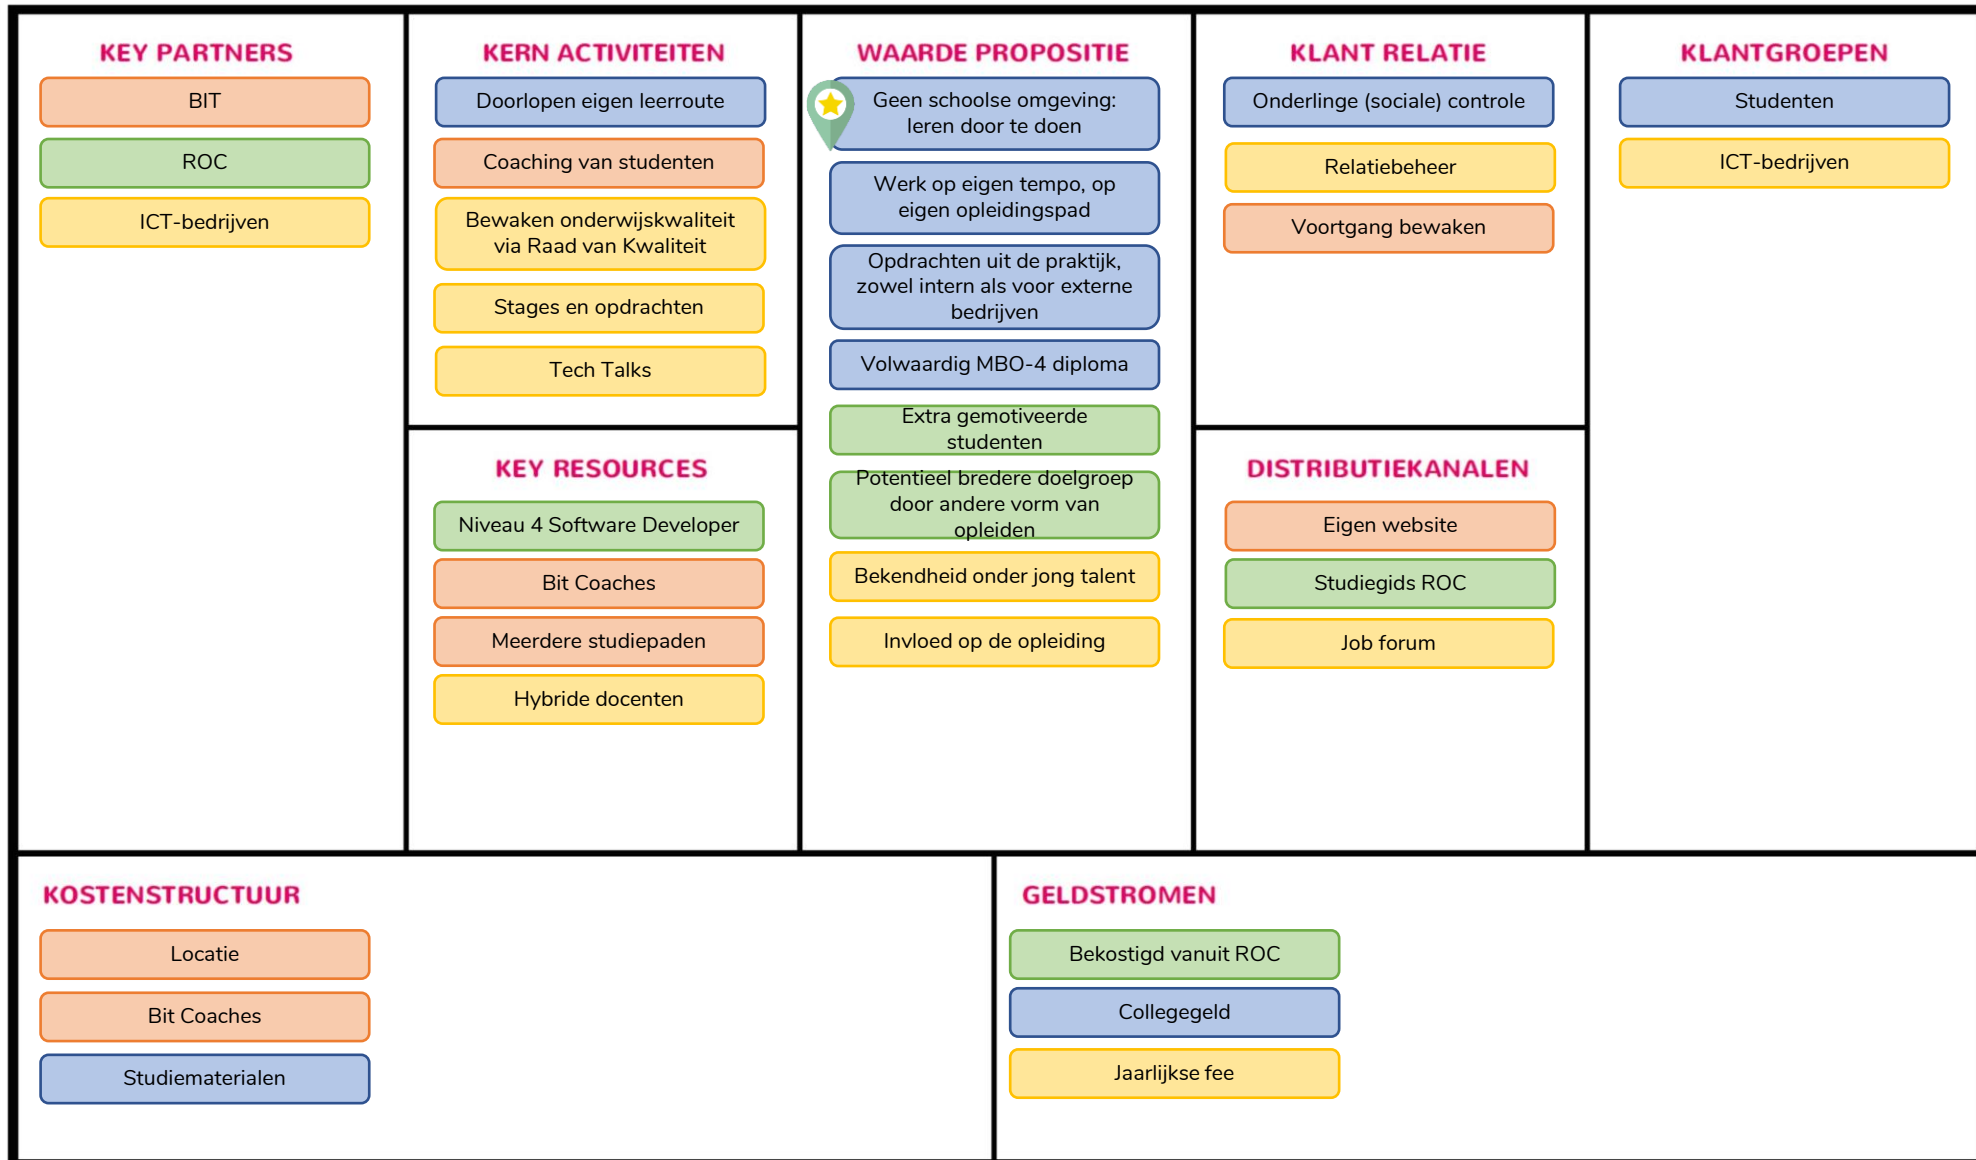 KEY PARTNERS
BIT
ROC
ICT-bedrijven
KERN ACTIVITEITEN
Doorlopen eigen leerroute
Coaching van studenten
Bewaken onderwijskwaliteit
via Raad van Kwaliteit
Stages en opdrachten
Tech Talks
KEY RESOURCES
Niveau 4 Software Developer
Bit Coaches
Meerdere studiepaden
Hybride docenten
WAARDE PROPOSITIE
Geen schoolse omgeving:
leren door te doen
Werk op eigen tempo, op
eigen opleidingspad
Opdrachten uit de praktijk,
zowel intern als voor externe
bedrijven
Volwaardig MBO-4 diploma
Extra gemotiveerde
studenten
Potentieel bredere doelgroep
door andere vorm van
opleiden
Bekendheid onder jong talent
Invloed op de opleiding
KLANT RELATIE
Onderlinge (sociale) controle
Relatiebeheer
Voortgang bewaken
DISTRIBUTIEKANALEN
Eigen website
Studiegids ROC
Job forum
KLANTGROEPEN
Studenten
ICT-bedrijven
KOSTENSTRUCTUUR
Locatie
Bit Coaches
Studiematerialen
GELDSTROMEN
Bekostigd vanuit ROC
Collegegeld
Jaarlijkse fee